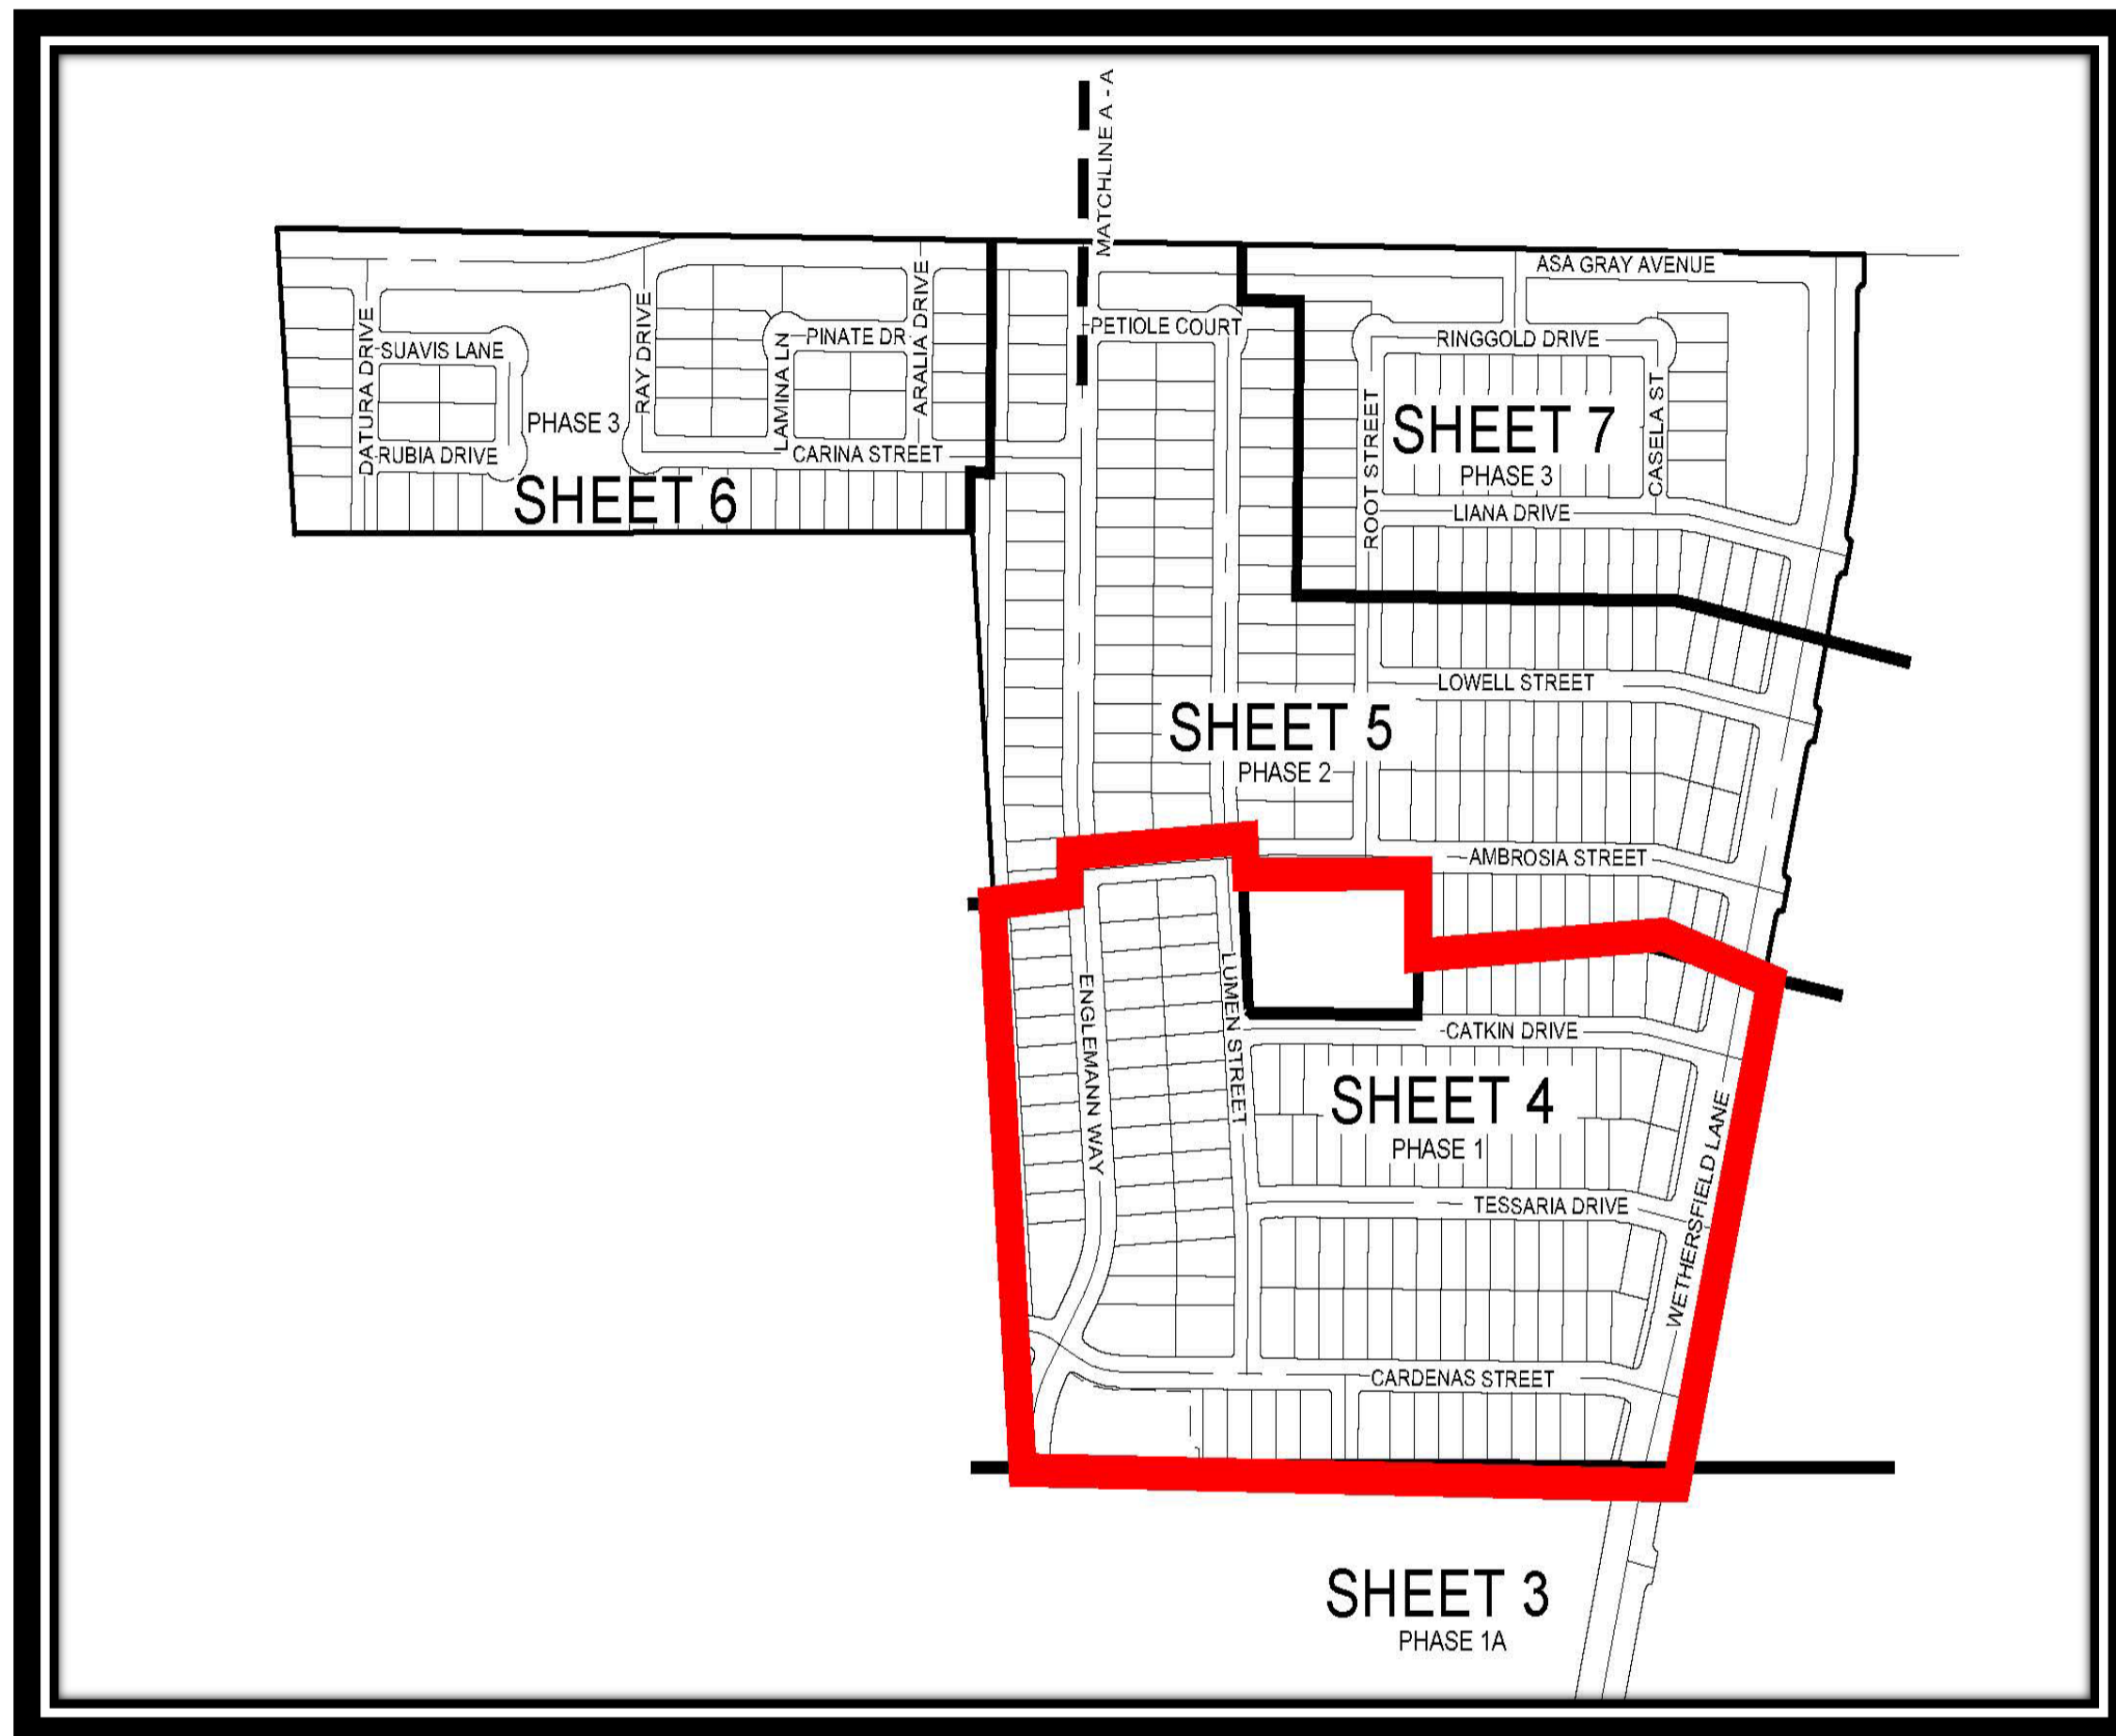 MATCHLINE A - A
ASA GRAY AVENUE
PETIOLE COURT
RINGGOLD DRIVE
DATURA DRIVE
SUAVIS LANE
RAY DRIVE
LAMINA LN
PINATE DR
ARALIA DRIVE
PHASE 3
RUBIA DRIVE
CARINA STREET
SHEET 6
ROOT STREET
SHEET 7
PHASE 3
CASELA ST
LIANA DRIVE
LOWELL STREET
SHEET 5
PHASE 2
AMBROSIA STREET
ENGLEMANN WAY
LUMEN STREET
CATKIN DRIVE
SHEET 4
PHASE 1
WETHERSFIELD LANE
TESSARIA DRIVE
CARDENAS STREET
SHEET 3
PHASE 1A